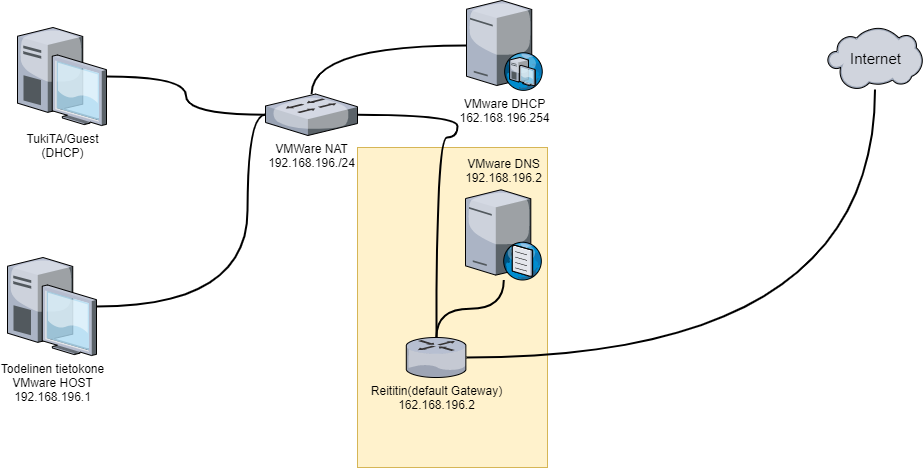 Internet
VMware DHCP
162.168.196.254
TukiTA/Guest
(DHCP)
VMWare NAT
192.168.196./24
VMware DNS
192.168.196.2
Todelinen tietokone
VMware HOST
192.168.196.1
Reititin(default Gateway)
162.168.196.2